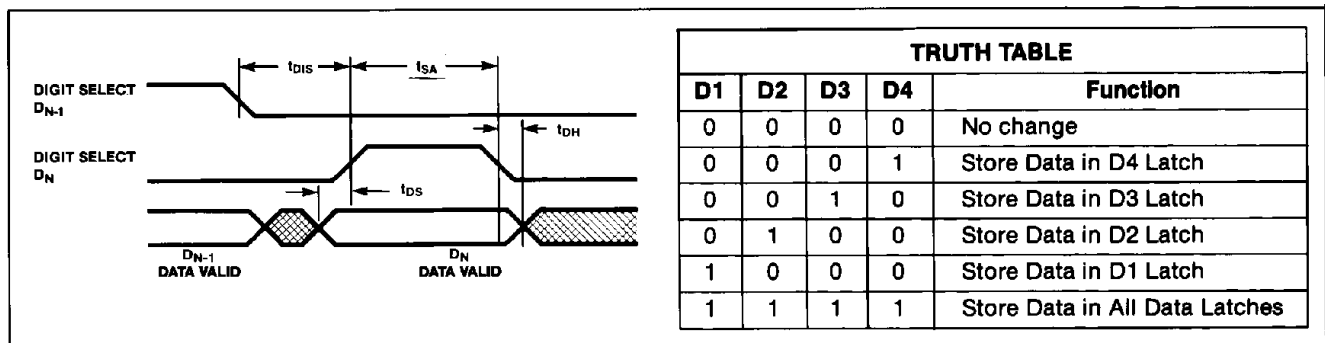 DIGIT SELECT
DN-1
tDIS
tSA
tDH
DIGIT SELECT
DN
tDS
DN-1
DATA VALID
DN
DATA VALID
TRUTH TABLE
D1 D2 D3 D4 Function
0 0 0 0 No change
0 0 0 1 Store Data in D4 Latch
0 0 1 0 Store Data in D3 Latch
0 1 0 0 Store Data in D2 Latch
1 0 0 0 Store Data in D1 Latch
1 1 1 1 Store Data in All Data Latches